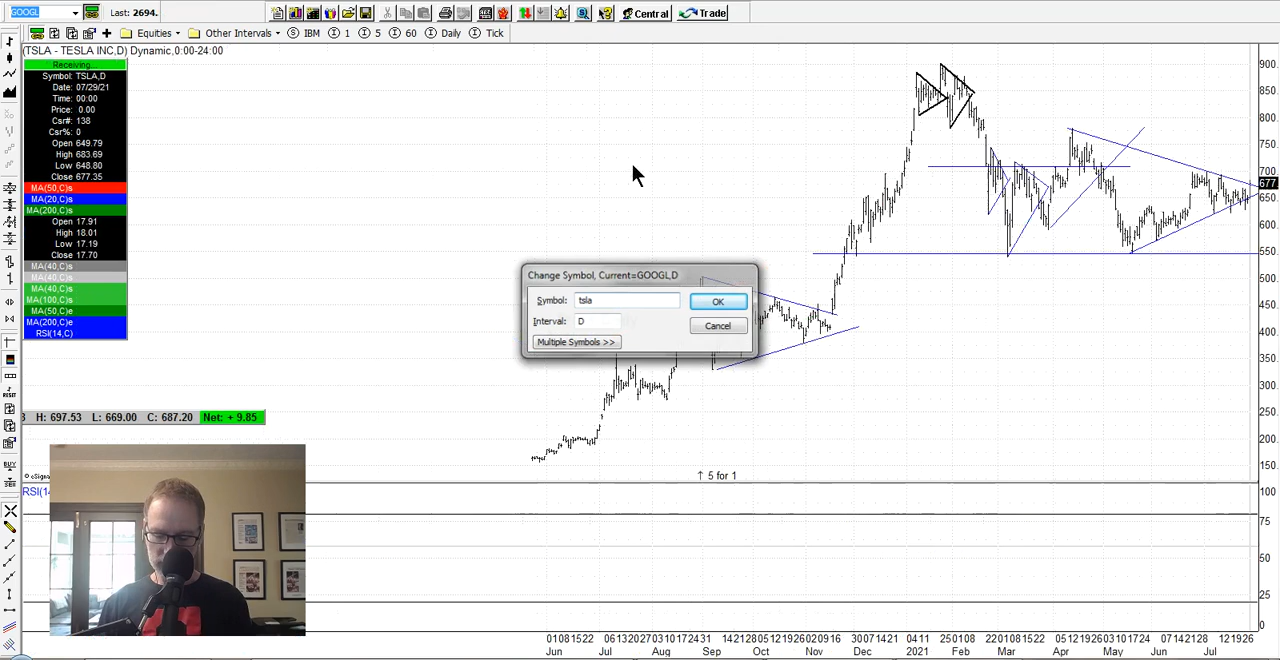 GOOGL
Last: 2694.
Central
Trade
Equities
Other Intervals
IBM
1
5
60
Daily
Tick
(TSLA - TESLA INC,D) Dynamic,0:00-24:00
Receiving...
Symbol: TSLA,D
Date: 07/29/21
Time: 00:00
Price: 0.00
Csr#: 138
Csr%: 0
Open 649.79
High 683.69
Low 648.80
Close 677.35
MA(50,C)s
MA(20,C)s
MA(200,C)s
Open 17.91
High 18.01
Low 17.19
Close 17.70
MA(40,C)s
MA(40,C)s
MA(40,C)s
MA(100,C)s
MA(50,C)e
MA(200,C)e
RSI(14,C)
3 H: 697.53 L: 669.00 C: 687.20 Net: + 9.85
Change Symbol, Current=GOOGL,D
Symbol: tsla
OK
Interval: D
Cancel
Multiple Symbols >>
900.
850.
800.
750.
700.
677
650.
600.
550.
500.
450.
400.
350.
300.
250.
200.
150.
↑ 5 for 1
© eSigna
RSI(14
100
75
50
25
0
RESET
BUY
01 08 15 22 06 13 20 27 03 10 17 24 31 14 21 28 05 12 19 26 02 09 16 30 07 14 21 04 11 25 01 08 22 01 08 15 22 05 12 19 26 03 10 17 24 07 14 21 28 12 19 26
Jun Jul Aug Sep Oct Nov Dec 2021 Feb Mar Apr May Jun Jul